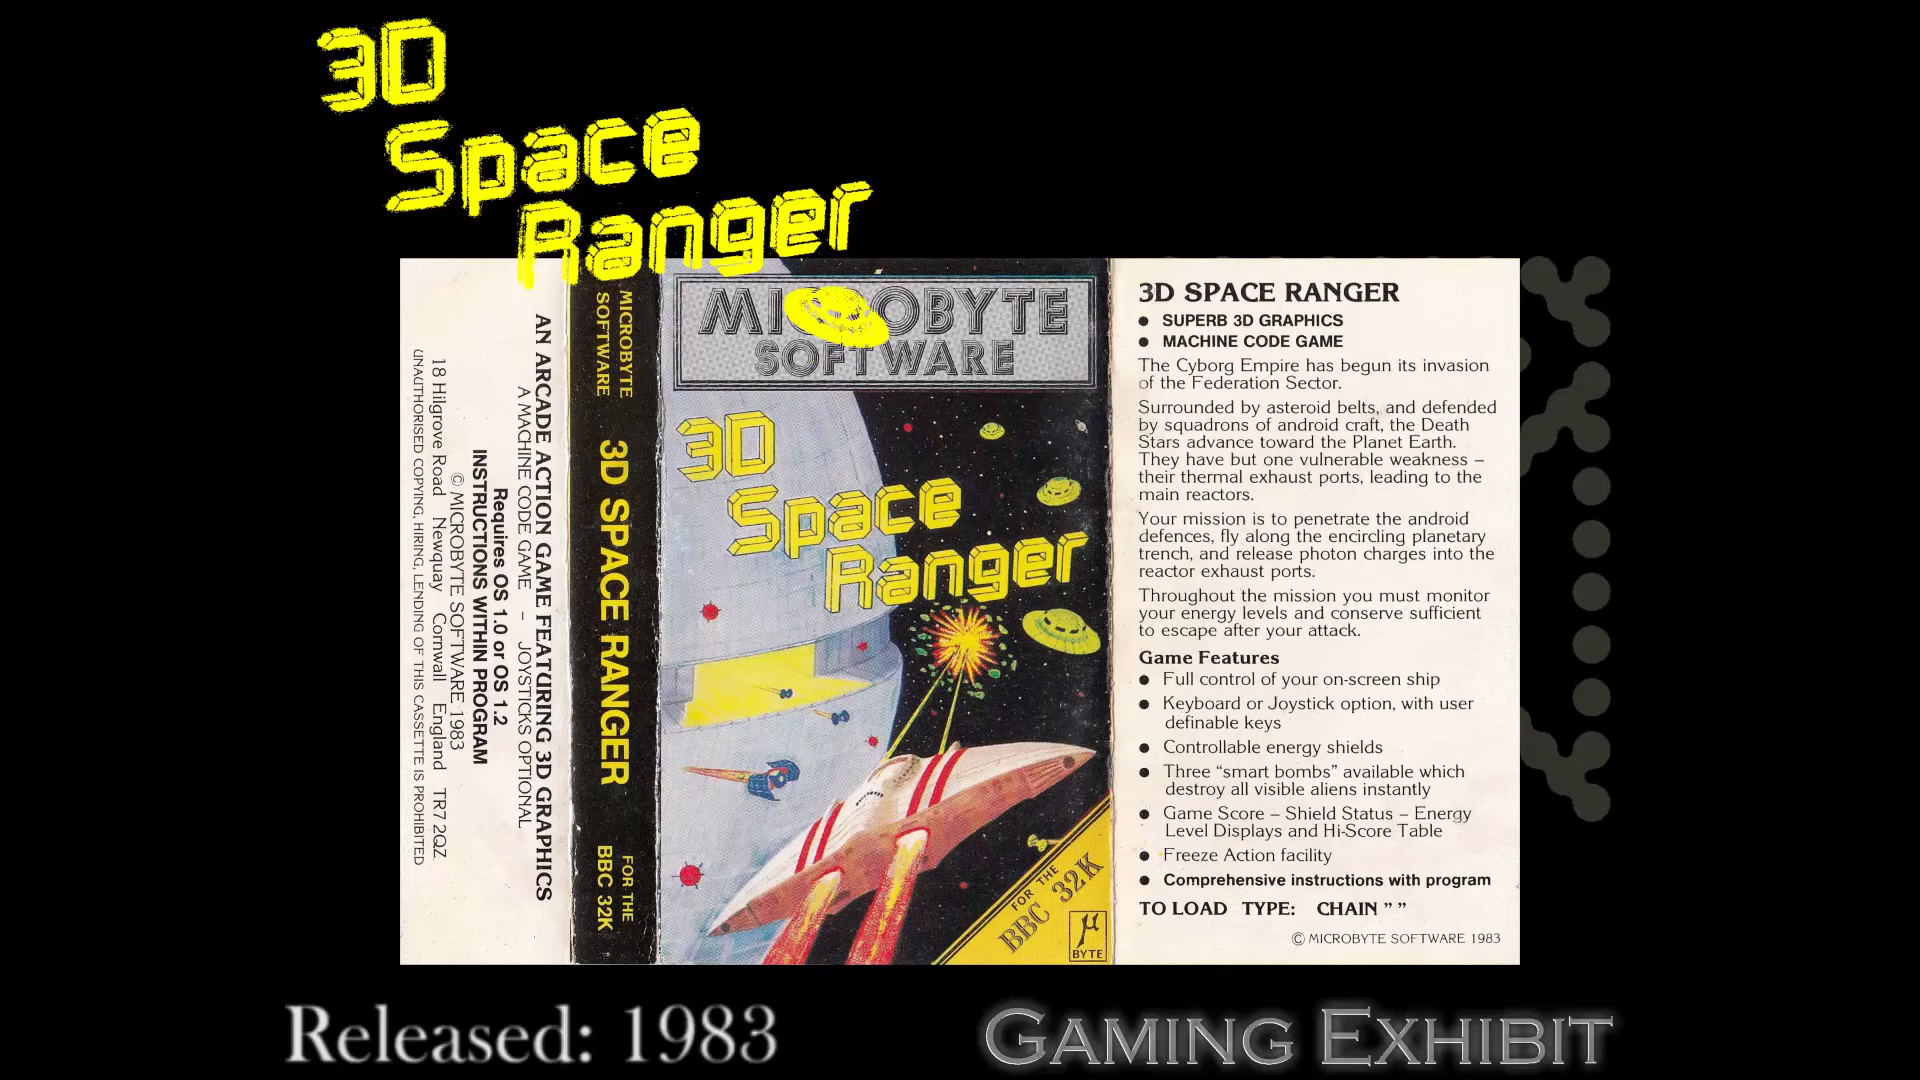 3D
Space
Ranger
AN ARCADE ACTION GAME FEATURING 3D GRAPHICS
A MACHINE CODE GAME – JOYSTICKS OPTIONAL
Requires OS 1.0 or OS 1.2
INSTRUCTIONS WITHIN PROGRAM
© MICROBYTE SOFTWARE 1983
18 Hilgrove Road Newquay Cornwall England TR7 2QZ.
UNAUTHORISED COPYING, HIRING, LENDING OF THIS CASSETTE IS PROHIBITED
MICROBYTE
SOFTWARE
3D SPACE RANGER
FOR THE
BBC 32K
MICROBYTE
SOFTWARE
3D
Space
Ranger
FOR THE
BBC 32K
µ
BYTE
3D SPACE RANGER
● SUPERB 3D GRAPHICS
● MACHINE CODE GAME
The Cyborg Empire has begun its invasion
of the Federation Sector.
Surrounded by asteroid belts, and defended
by squadrons of android craft, the Death
Stars advance toward the Planet Earth.
They have but one vulnerable weakness –
their thermal exhaust ports, leading to the
main reactors.
Your mission is to penetrate the android
defences, fly along the encircling planetary
trench, and release photon charges into the
reactor exhaust ports.
Throughout the mission you must monitor
your energy levels and conserve sufficient
to escape after your attack.
Game Features
● Full control of your on-screen ship
● Keyboard or Joystick option, with user
definable keys
● Controllable energy shields
● Three “smart bombs” available which
destroy all visible aliens instantly
● Game Score – Shield Status – Energy
Level Displays and Hi-Score Table
● Freeze Action facility
● Comprehensive instructions with program
TO LOAD TYPE: CHAIN ” ”
© MICROBYTE SOFTWARE 1983
Released: 1983
GAMING EXHIBIT